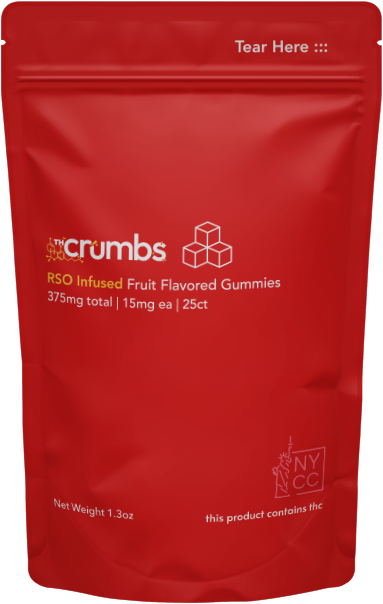 Tear Here :::
THcrumbs
RSO Infused Fruit Flavored Gummies
375mg total | 15mg ea | 25ct
NY
CC
Net Weight 1.3oz
this product contains thc